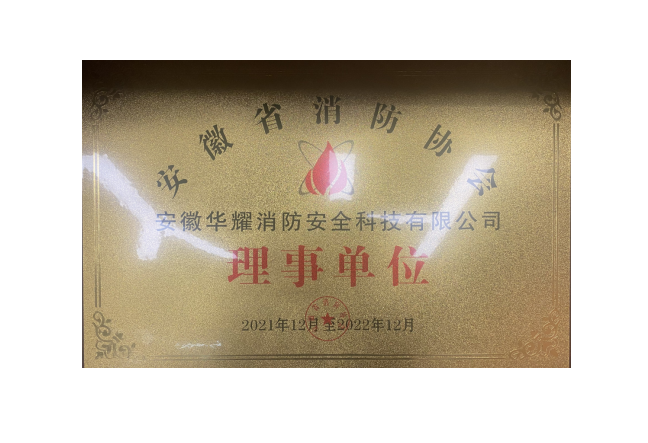 安徽省消防协会
安徽华耀消防安全科技有限公司
理事单位
2021年12月至2022年12月